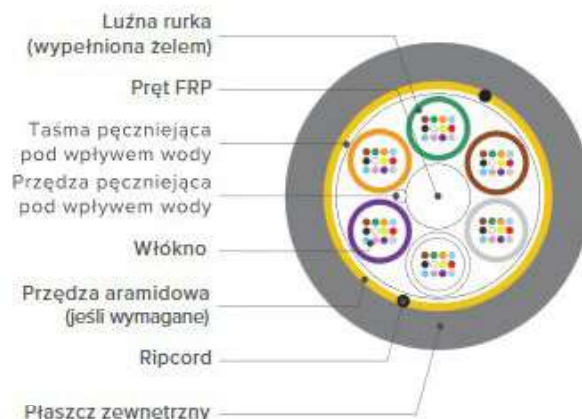 Luźna rurka
(wypełniona żelem)
Pręt FRP
Taśma pęczniejąca
pod wpływem wody
Przędza pęczniejąca
pod wpływem wody
Włókno
Przędza aramidowa
(jeśli wymagane)
Ripcord
Płaszcz zewnętrzny